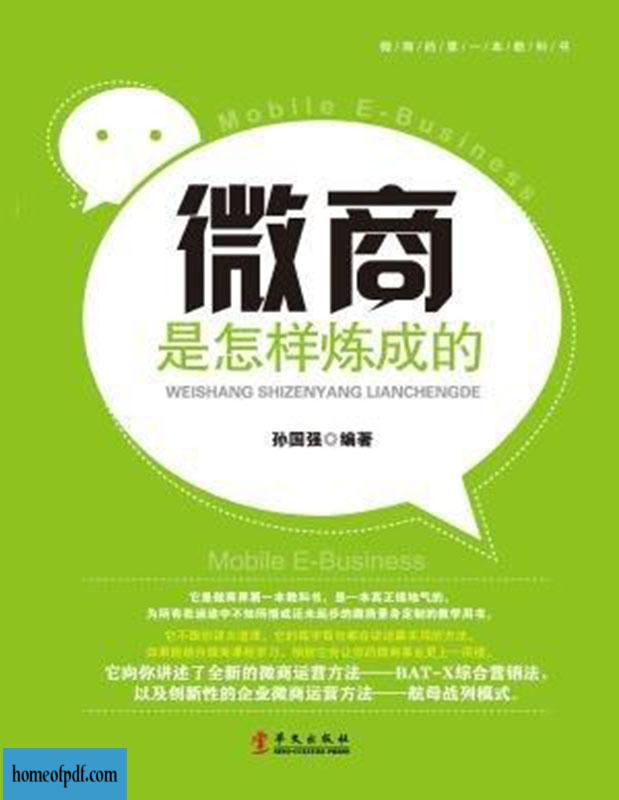 微商的第一本教科书
Mobile E-Business
微商
是怎样炼成的
WEISHANG SHIZENYANG LIANCHENGDE
孙国强◎编著
Mobile E-Business
它是微商界第一本教科书，是一本真正接地气的，
为所有在迷途中不知所措或还未起步的微商量身定制的教学用书。
它向你讲述了全新的微商运营方法——BAT-X综合营销法，
以及创新性的企业微商运营方法——航母战列模式。
华文出版社
SINO-CULTURE PRESS
homeofpdf.com